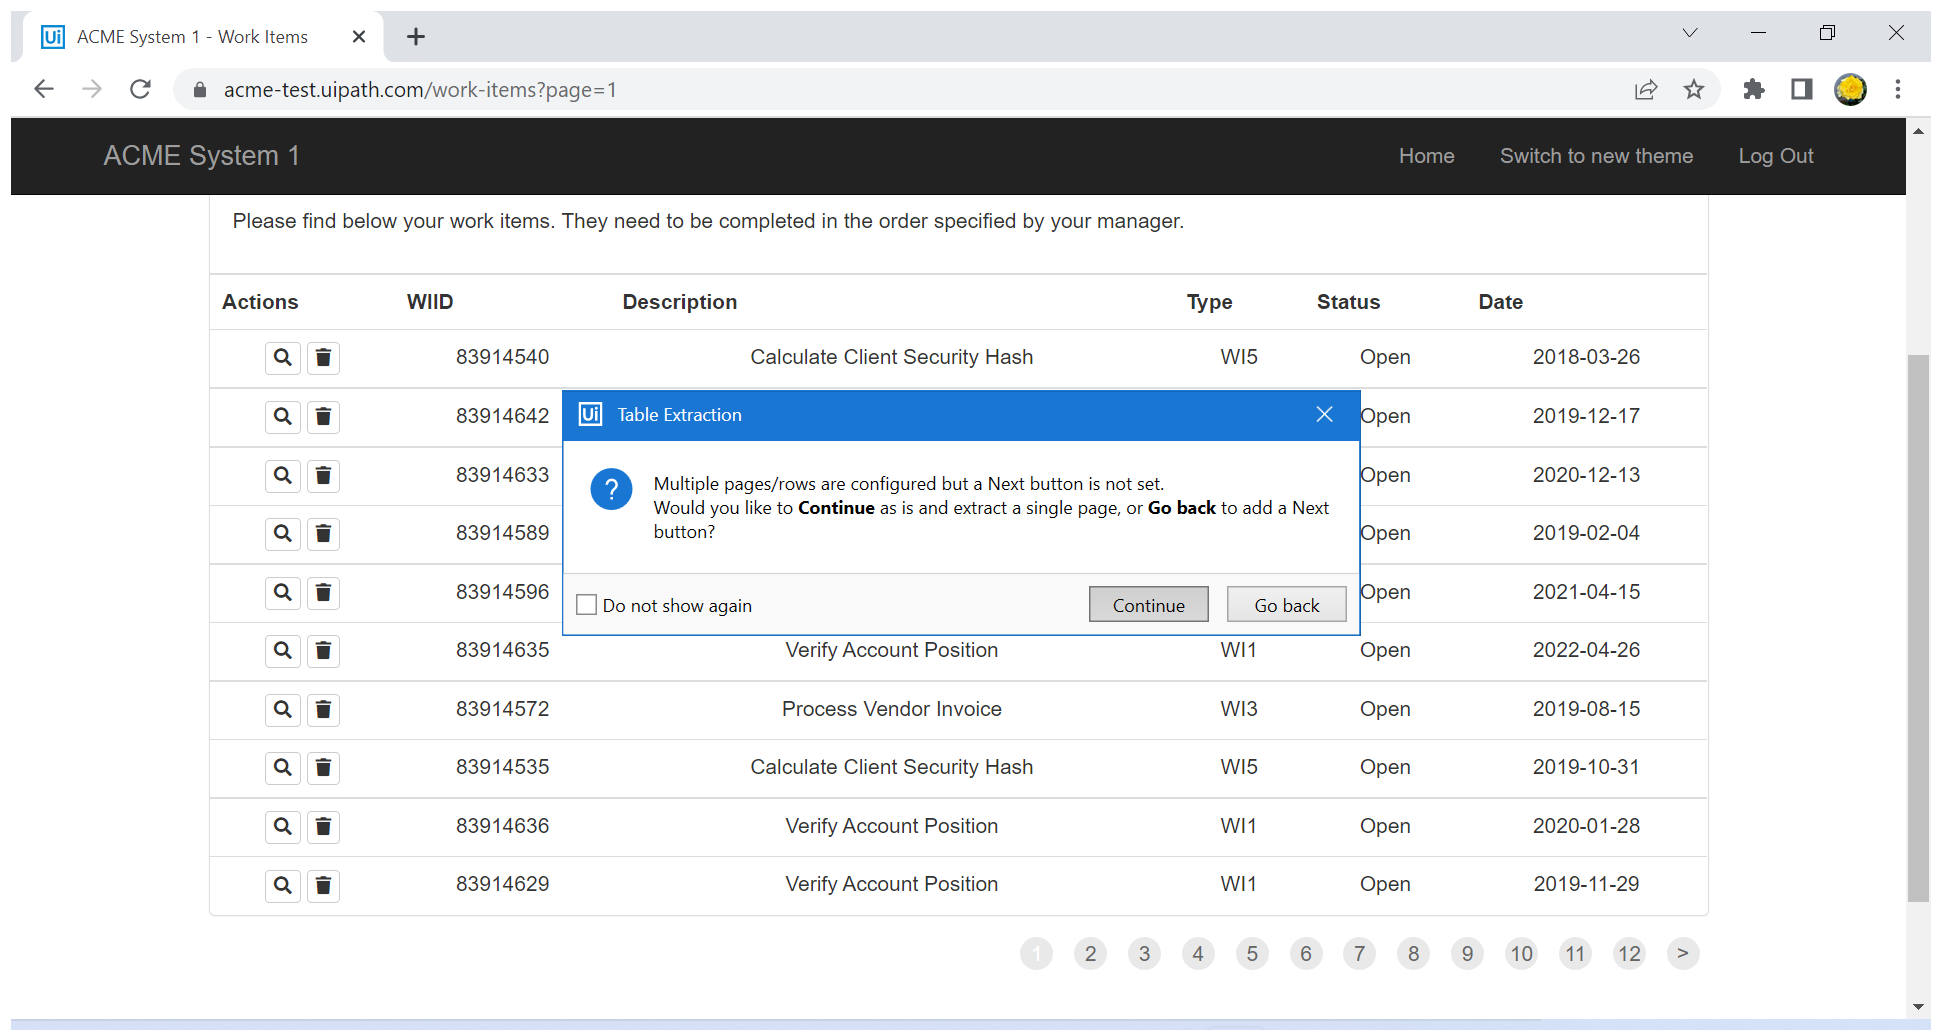 Ui ACME System 1 - Work Items
acme-test.uipath.com/work-items?page=1
ACME System 1 Home Switch to new theme Log Out
Please find below your work items. They need to be completed in the order specified by your manager.
Actions WIID Description Type Status Date
83914540 Calculate Client Security Hash WI5 Open 2018-03-26
83914642 Open 2019-12-17
83914633 Open 2020-12-13
83914589 Open 2019-02-04
83914596 Open 2021-04-15
Ui Table Extraction
Multiple pages/rows are configured but a Next button is not set.
Would you like to Continue as is and extract a single page, or Go back to add a Next
button?
Do not show again Continue Go back
83914635 Verify Account Position WI1 Open 2022-04-26
83914572 Process Vendor Invoice WI3 Open 2019-08-15
83914535 Calculate Client Security Hash WI5 Open 2019-10-31
83914636 Verify Account Position WI1 Open 2020-01-28
83914629 Verify Account Position WI1 Open 2019-11-29
1 2 3 4 5 6 7 8 9 10 11 12 >